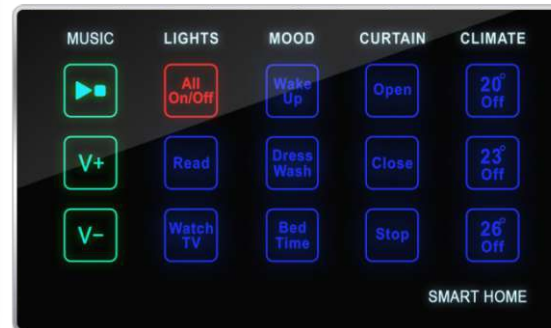 MUSIC LIGHTS MOOD CURTAIN CLIMATE
All On/Off
Wake Up
Open
20° Off
V+
Read
Dress Wash
Close
23° Off
V-
Watch TV
Bed Time
Stop
26° Off
SMART HOME